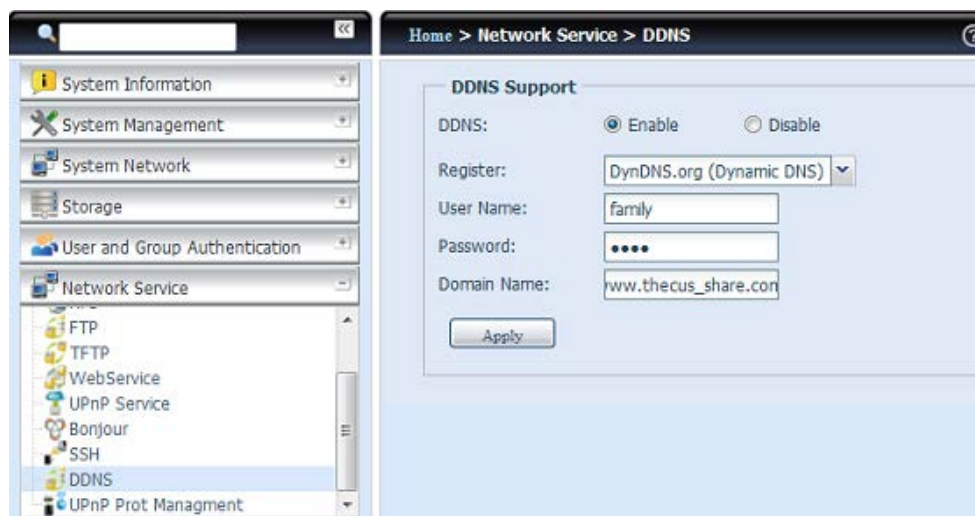 Home > Network Service > DDNS
System Information
System Management
System Network
Storage
User and Group Authentication
Network Service
FTP
TFTP
WebService
UPnP Service
Bonjour
SSH
DDNS
UPnP Prot Managment
DDNS Support
DDNS: Enable Disable
Register: DynDNS.org (Dynamic DNS)
User Name: family
Password: ••••
Domain Name: www.thecus_share.con
Apply